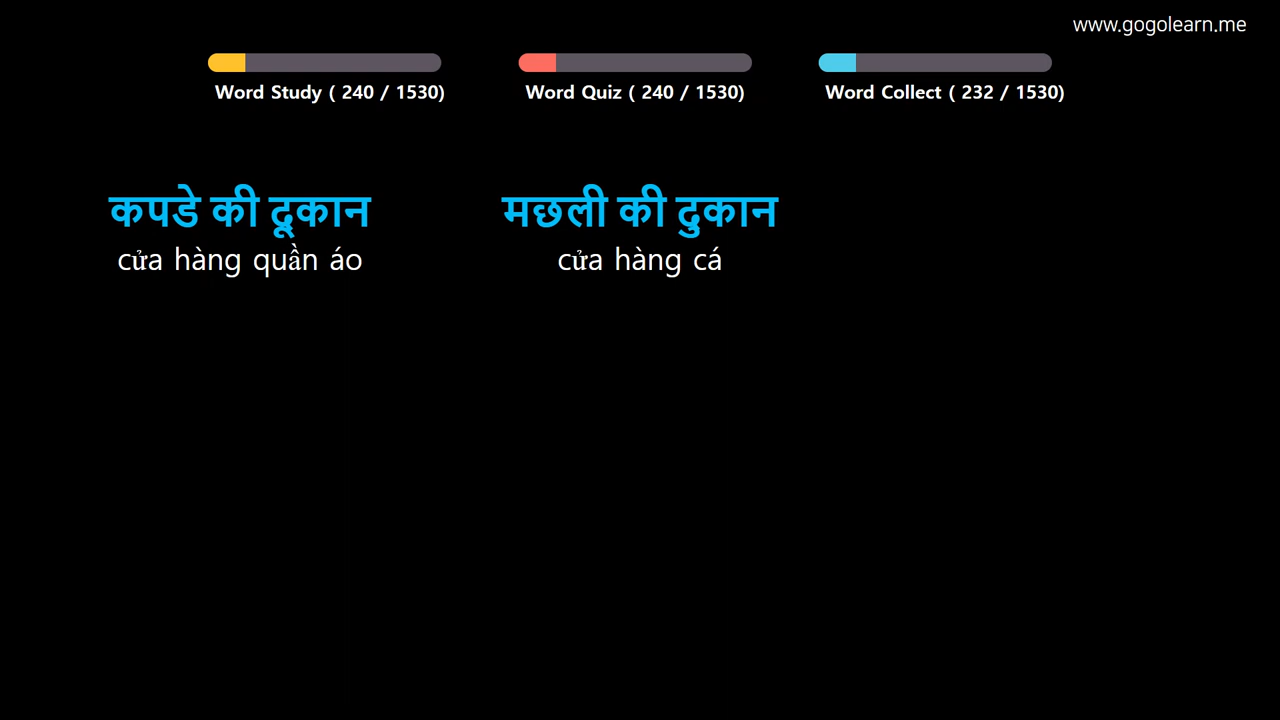 www.gogolearn.me
Word Study ( 240 / 1530)
Word Quiz ( 240 / 1530)
Word Collect ( 232 / 1530)
कपडे की दूकान
cửa hàng quần áo
मछली की दुकान
cửa hàng cá